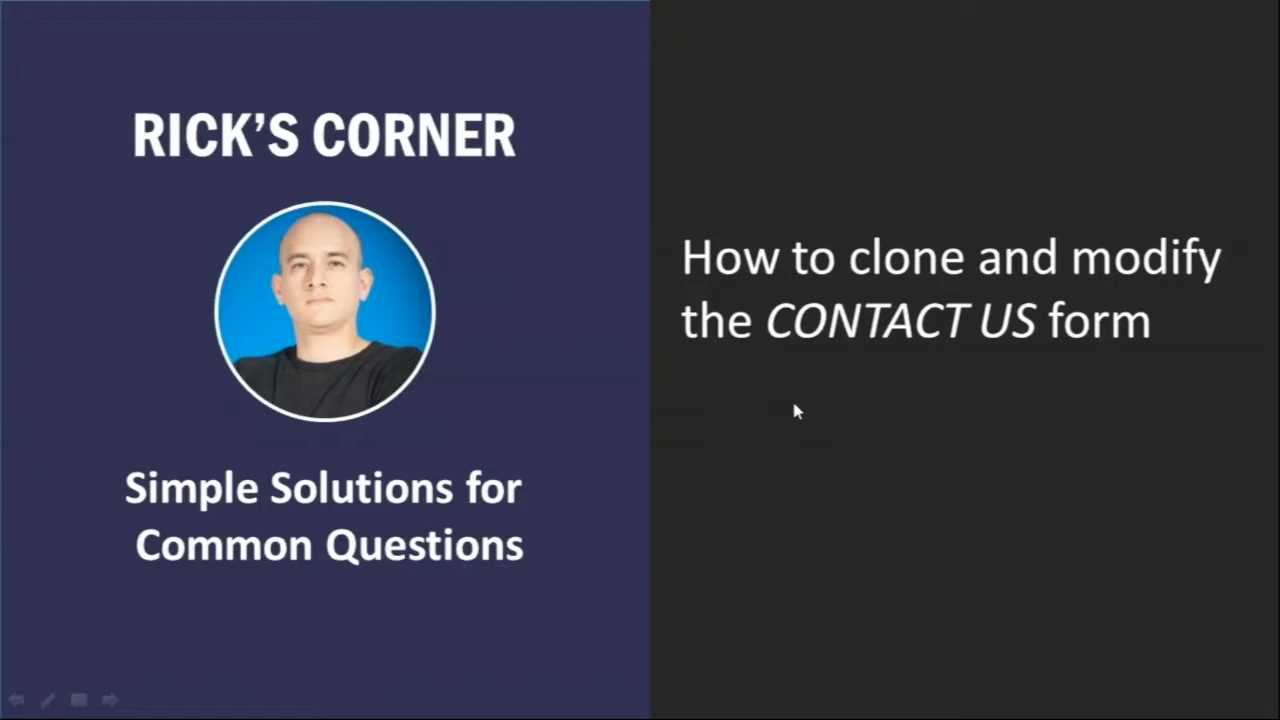 RICK'S CORNER
Simple Solutions for
Common Questions
How to clone and modify
the CONTACT US form